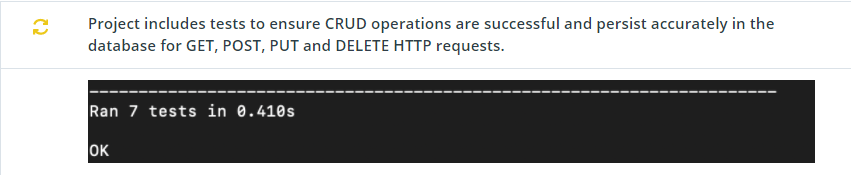 Project includes tests to ensure CRUD operations are successful and persist accurately in the
database for GET, POST, PUT and DELETE HTTP requests.
----------------------------------------------------------------------
Ran 7 tests in 0.410s
OK